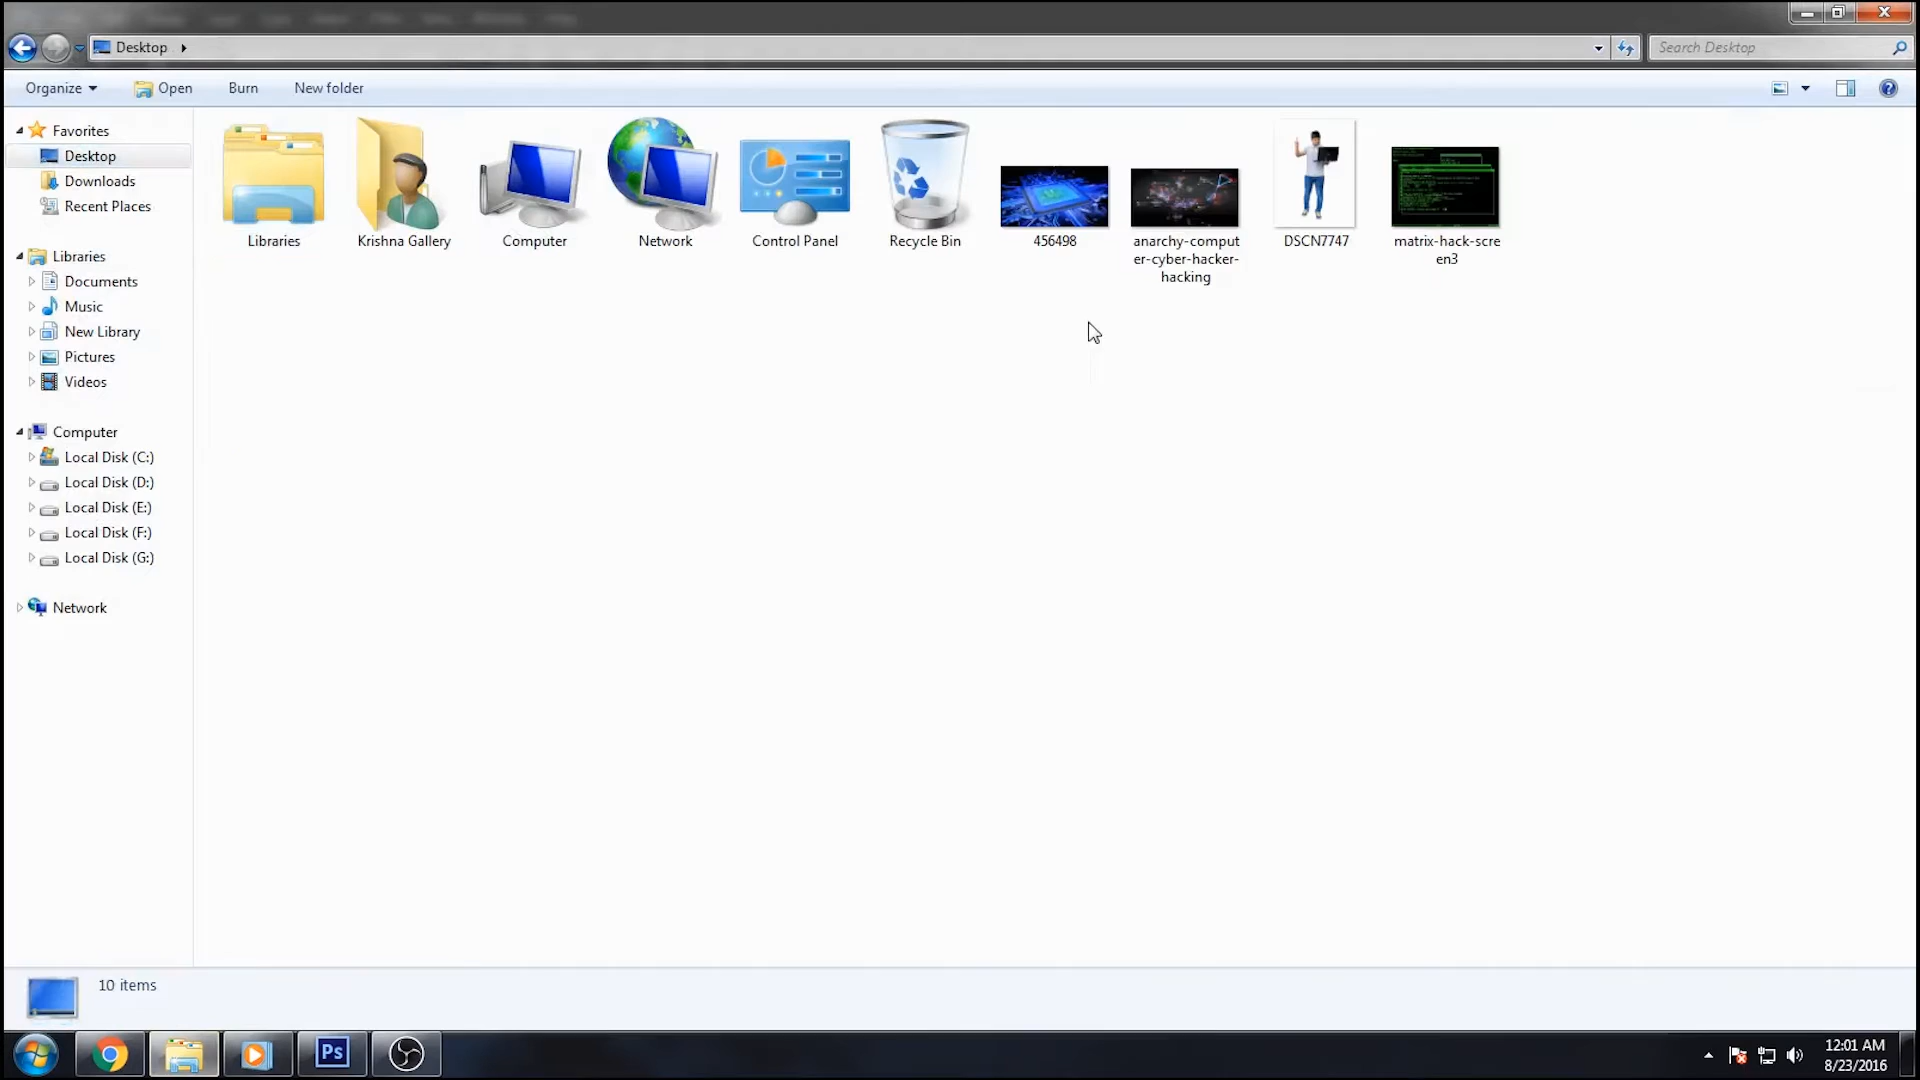 Desktop
Search Desktop
Organize
Open
Burn
New folder
Favorites
Desktop
Downloads
Recent Places
Libraries
Documents
Music
New Library
Pictures
Videos
Computer
Local Disk (C:)
Local Disk (D:)
Local Disk (E:)
Local Disk (F:)
Local Disk (G:)
Network
Libraries
Krishna Gallery
Computer
Network
Control Panel
Recycle Bin
456498
anarchy-comput
er-cyber-hacker-
hacking
DSCN7747
matrix-hack-scre
en3
10 items
Ps
12:01 AM
8/23/2016